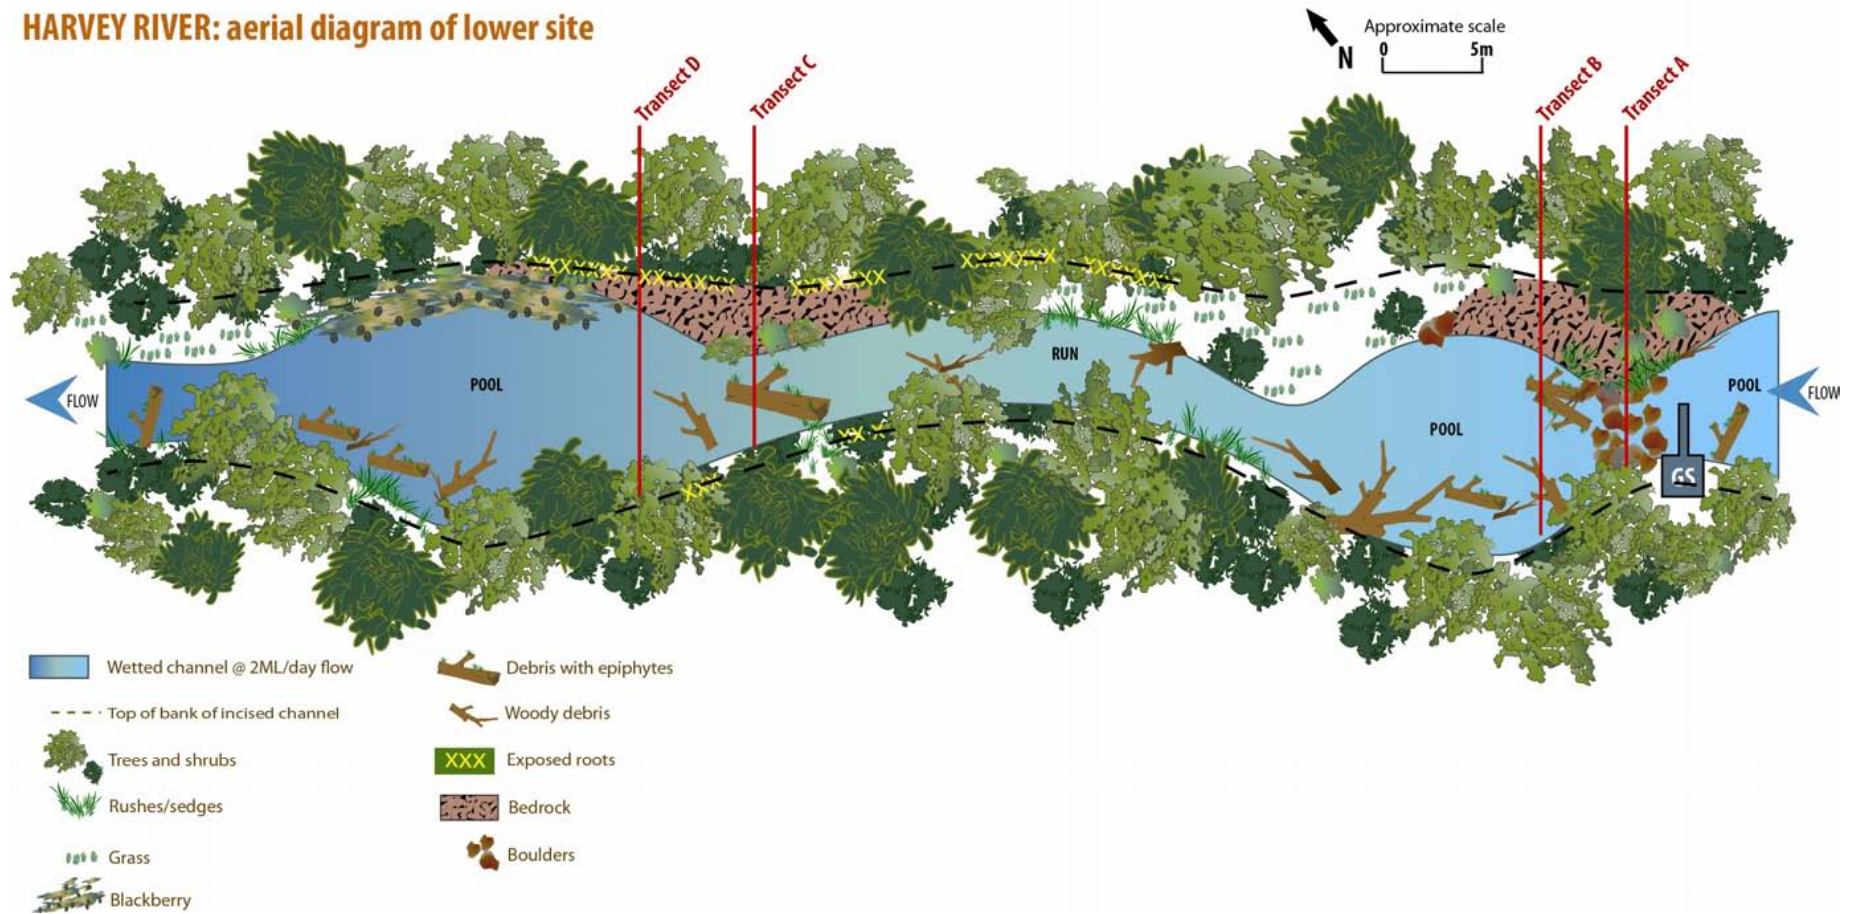 HARVEY RIVER: aerial diagram of lower site
N
Approximate scale
0 5m
Transect D
Transect C
Transect B
Transect A
RUN
POOL
POOL
POOL
FLOW
FLOW
GS
Wetted channel @ 2ML/day flow
Top of bank of incised channel
Trees and shrubs
Rushes/sedges
Grass
Blackberry
Debris with epiphytes
Woody debris
XXX Exposed roots
Bedrock
Boulders